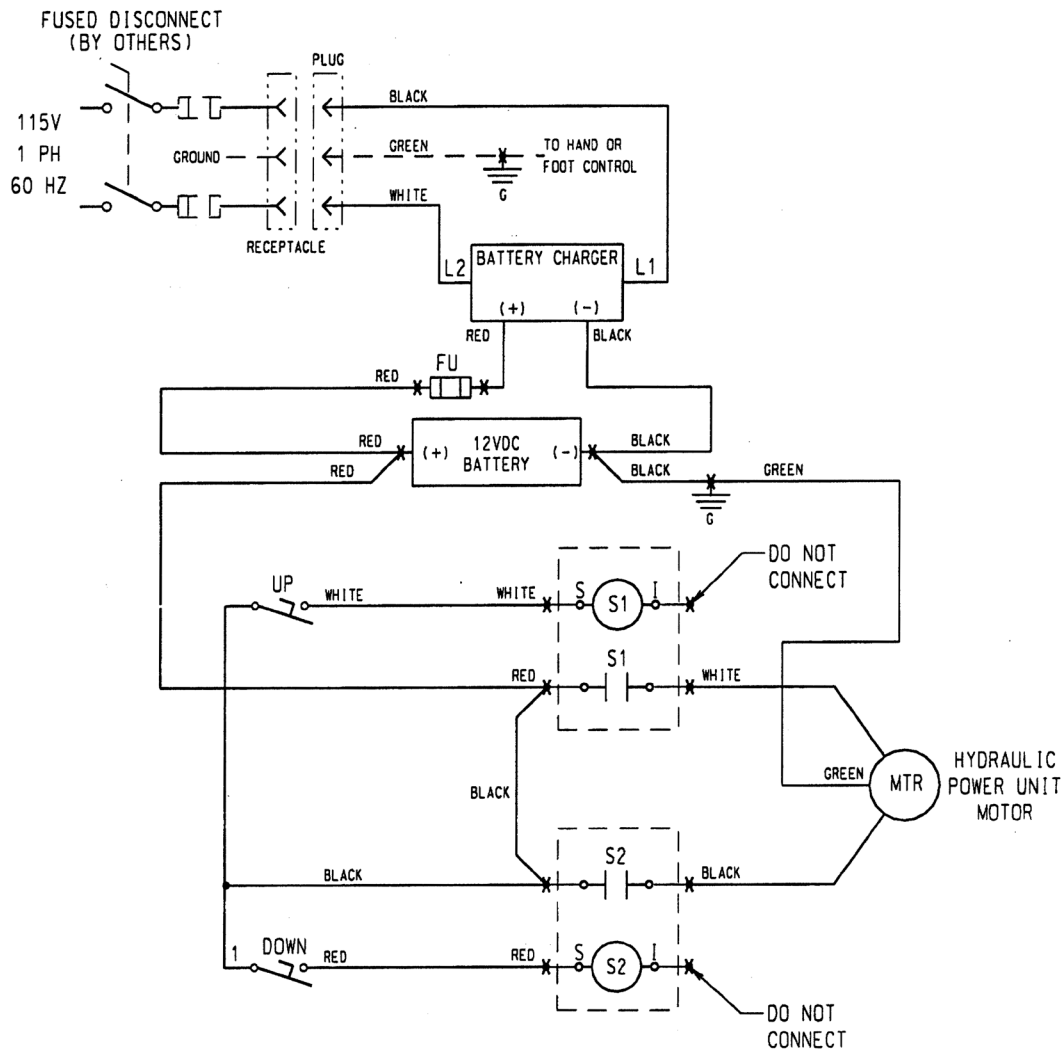 FUSED DISCONNECT
(BY OTHERS)
PLUG
BLACK
115V
1 PH
60 HZ
GROUND
GREEN
TO HAND OR
FOOT CONTROL
G
WHITE
RECEPTACLE
L2
BATTERY CHARGER
L1
(+)
(-)
RED
BLACK
FU
RED
RED
(+)
12VDC
BATTERY
(-)
BLACK
RED
BLACK
GREEN
G
DO NOT
CONNECT
UP
WHITE
WHITE
S
S1
I
S1
RED
WHITE
BLACK
GREEN
MTR
HYDRAULIC
POWER UNIT
MOTOR
S2
BLACK
BLACK
1
DOWN
RED
RED
S
S2
I
DO NOT
CONNECT